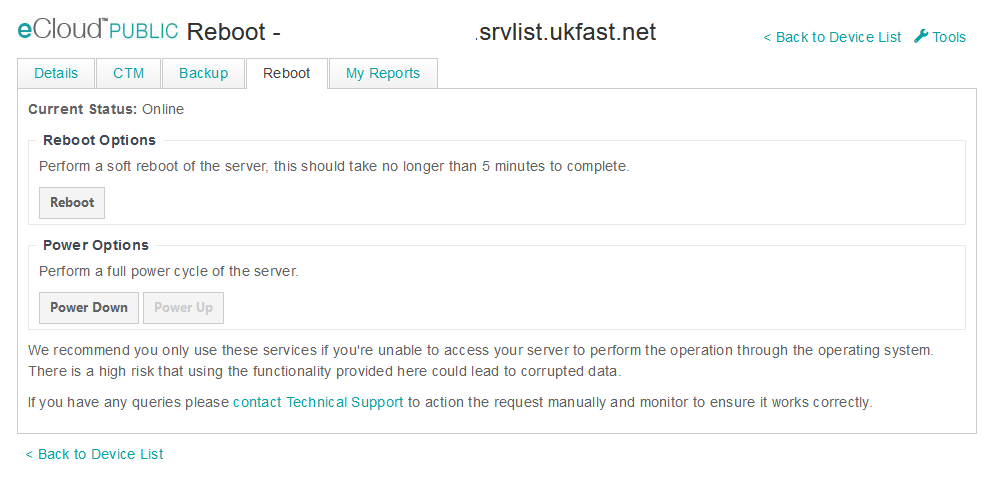 eCloud™PUBLIC Reboot - .srvlist.ukfast.net
< Back to Device List Tools
Details CTM Backup Reboot My Reports
Current Status: Online
Reboot Options
Perform a soft reboot of the server, this should take no longer than 5 minutes to complete.
Reboot
Power Options
Perform a full power cycle of the server.
Power Down Power Up
We recommend you only use these services if you're unable to access your server to perform the operation through the operating system.
There is a high risk that using the functionality provided here could lead to corrupted data.
If you have any queries please contact Technical Support to action the request manually and monitor to ensure it works correctly.
< Back to Device List